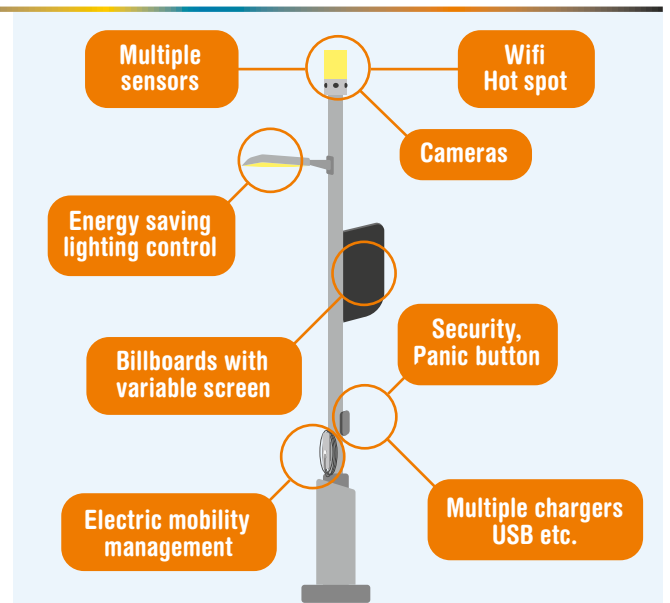 Multiple
sensors
Wifi
Hot spot
Cameras
Energy saving
lighting control
Security,
Panic button
Billboards with
variable screen
Electric mobility
management
Multiple chargers
USB etc.